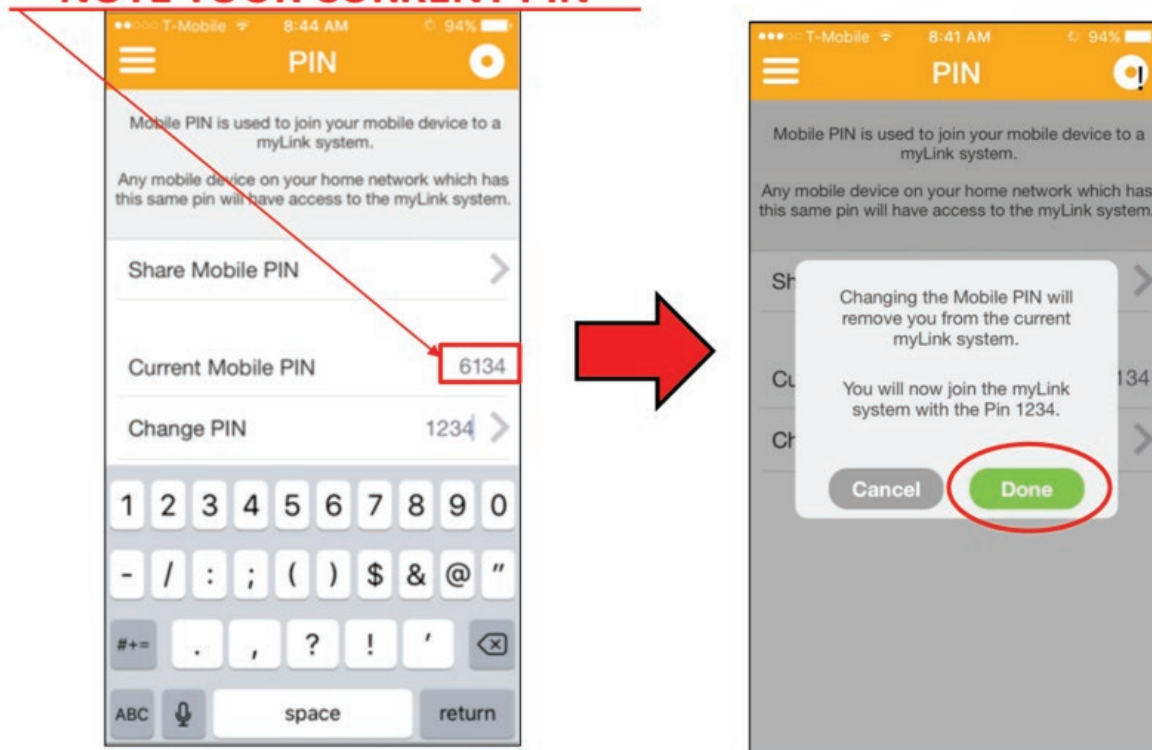 NOTE YOUR CURRENT PIN
T-Mobile 8:44 AM 94%
PIN
Mobile PIN is used to join your mobile device to a
myLink system.
Any mobile device on your home network which has
this same pin will have access to the myLink system.
Share Mobile PIN
Current Mobile PIN 6134
Change PIN 1234
1 2 3 4 5 6 7 8 9 0
- / : ; ( ) $ & @ "
#+= . , ? ! '
ABC space return
T-Mobile 8:41 AM 94%
PIN
!
Mobile PIN is used to join your mobile device to a
myLink system.
Any mobile device on your home network which has
this same pin will have access to the myLink system.
Sh
Changing the Mobile PIN will
remove you from the current
myLink system.
Cu 134
You will now join the myLink
system with the Pin 1234.
Ch
Cancel Done